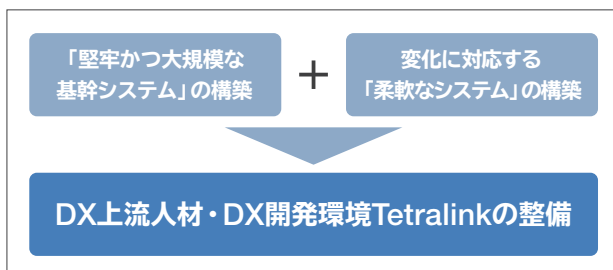 「堅牢かつ大規模な
基幹システム」の構築
+
変化に対応する
「柔軟なシステム」の構築
DX上流人材・DX開発環境Tetralinkの整備